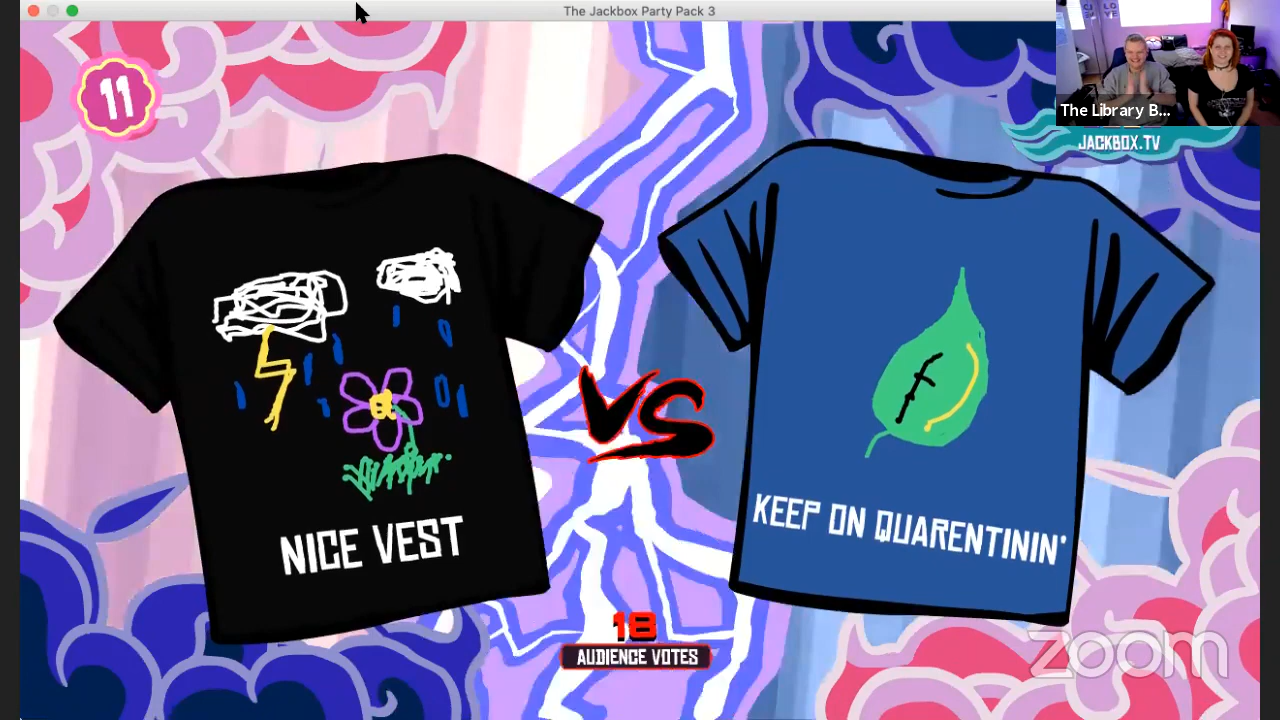 The Jackbox Party Pack 3
11
The Library B...
JACKBOX.TV
VS
NICE VEST
f
KEEP ON QUARENTININ'
18
AUDIENCE VOTES
zoom